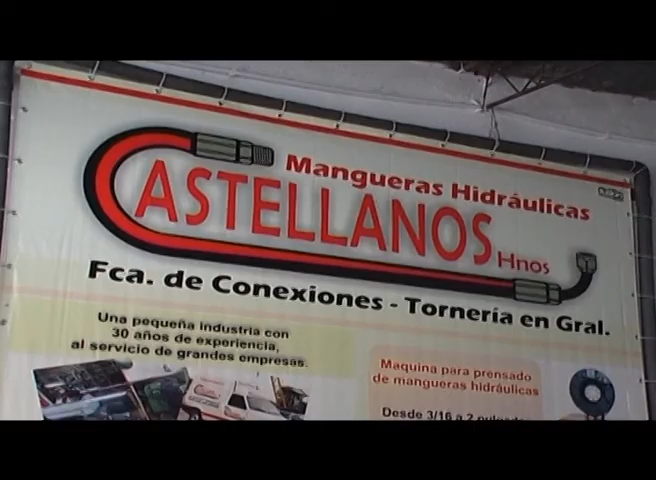 Mangueras Hidráulicas
CASTELLANOS Hnos
Fca. de Conexiones - Tornería en Gral.
Una pequeña industria con
30 años de experiencia,
al servicio de grandes empresas.
Maquina para prensado
de mangueras hidráulicas
Desde 3/16 a 2 pulgadas